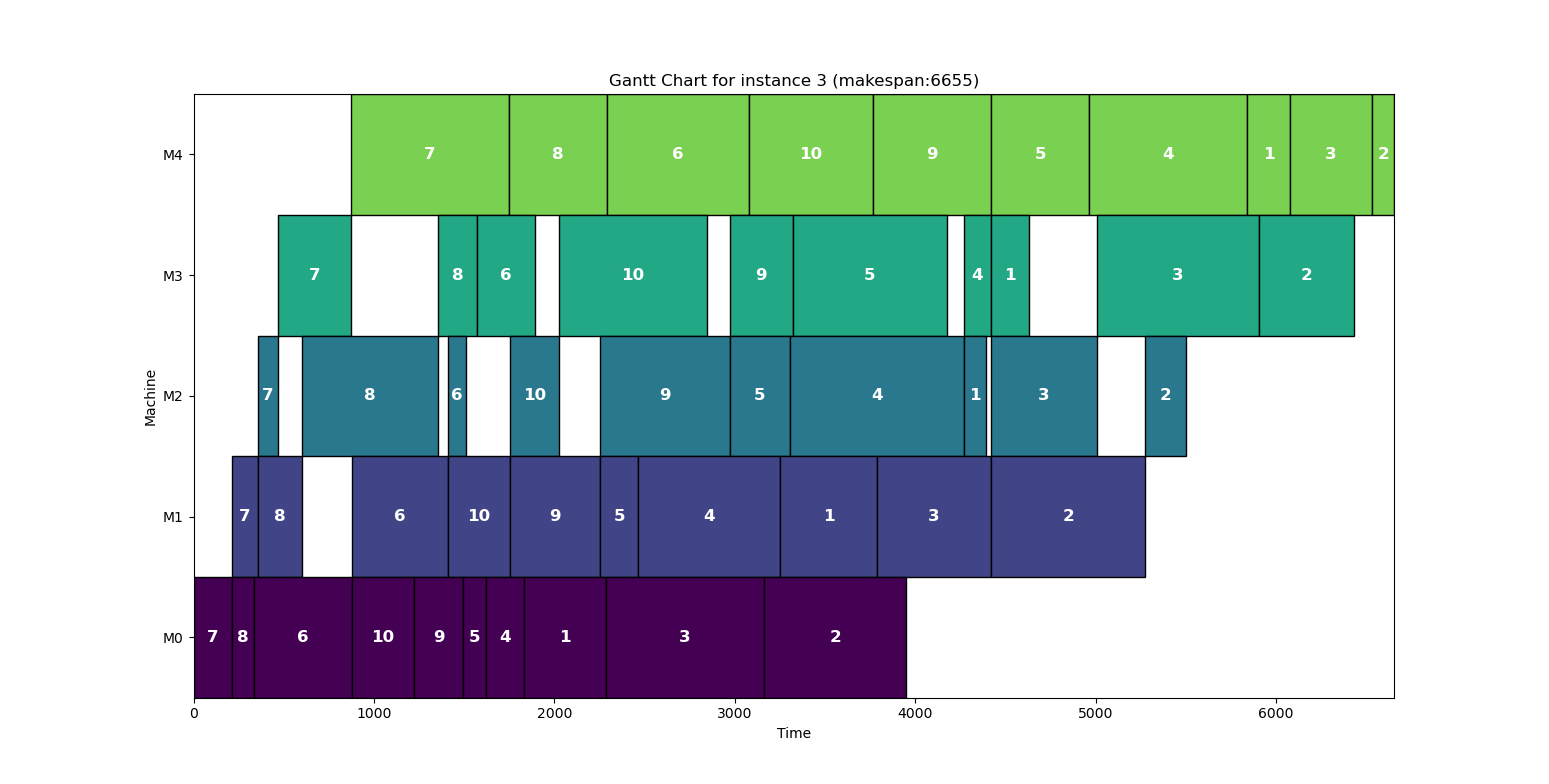 Gantt Chart for instance 3 (makespan:6655)
M4
7 8 6 10 9 5 4 1 3 2
M3
7 8 6 10 9 5 4 1 3 2
Machine
M2
7 8 6 10 9 5 4 1 3 2
M1
7 8 6 10 9 5 4 1 3 2
M0
7 8 6 10 9 5 4 1 3 2
0 1000 2000 3000 4000 5000 6000
Time